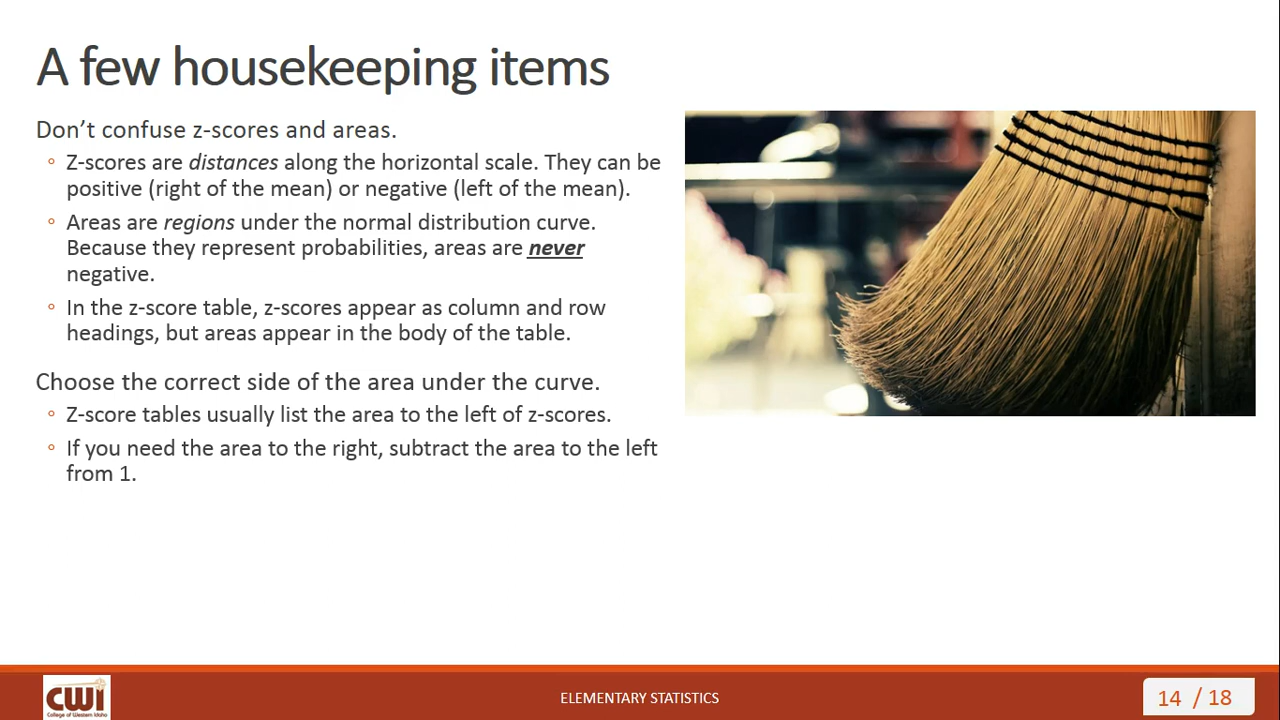 A few housekeeping items
Don’t confuse z-scores and areas.
◦ Z-scores are distances along the horizontal scale. They can be
positive (right of the mean) or negative (left of the mean).
◦ Areas are regions under the normal distribution curve.
Because they represent probabilities, areas are never
negative.
◦ In the z-score table, z-scores appear as column and row
headings, but areas appear in the body of the table.
Choose the correct side of the area under the curve.
◦ Z-score tables usually list the area to the left of z-scores.
◦ If you need the area to the right, subtract the area to the left
from 1.
CWI
College of Western Idaho
ELEMENTARY STATISTICS
14 / 18